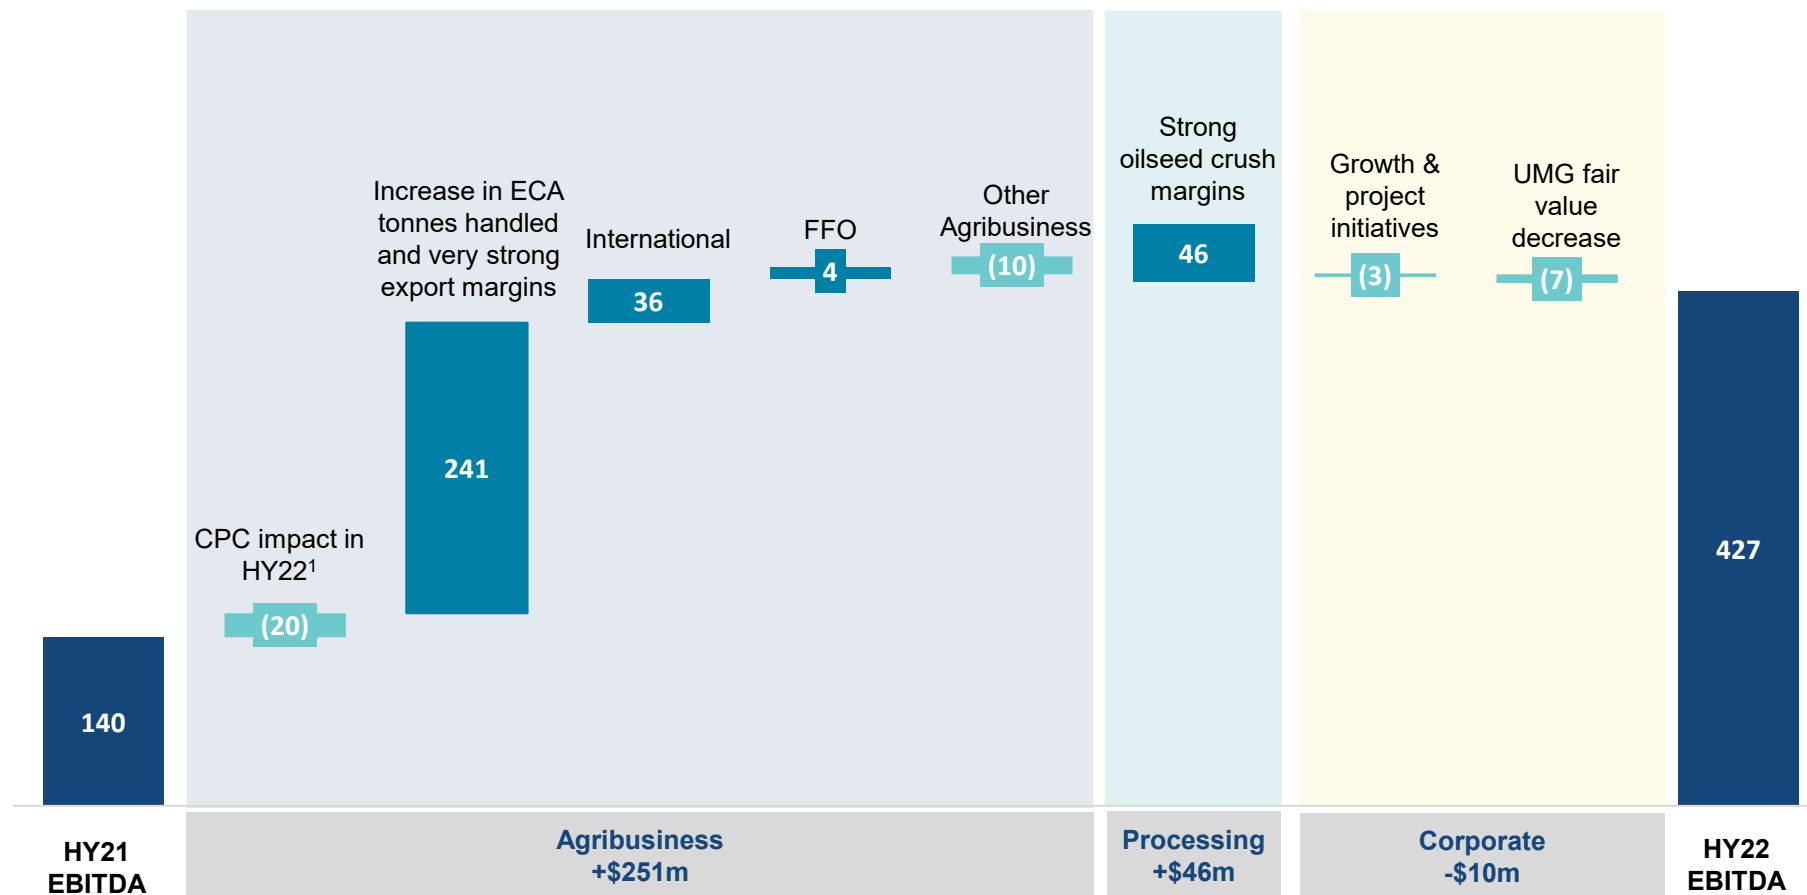 CPC impact in
HY22¹
(20)
Increase in ECA
tonnes handled
and very strong
export margins
241
International
36
FFO
4
Other
Agribusiness
(10)
Strong
oilseed crush
margins
46
Growth &
project
initiatives
(3)
UMG fair
value
decrease
(7)
140
427
HY21
EBITDA
Agribusiness
+$251m
Processing
+$46m
Corporate
-$10m
HY22
EBITDA